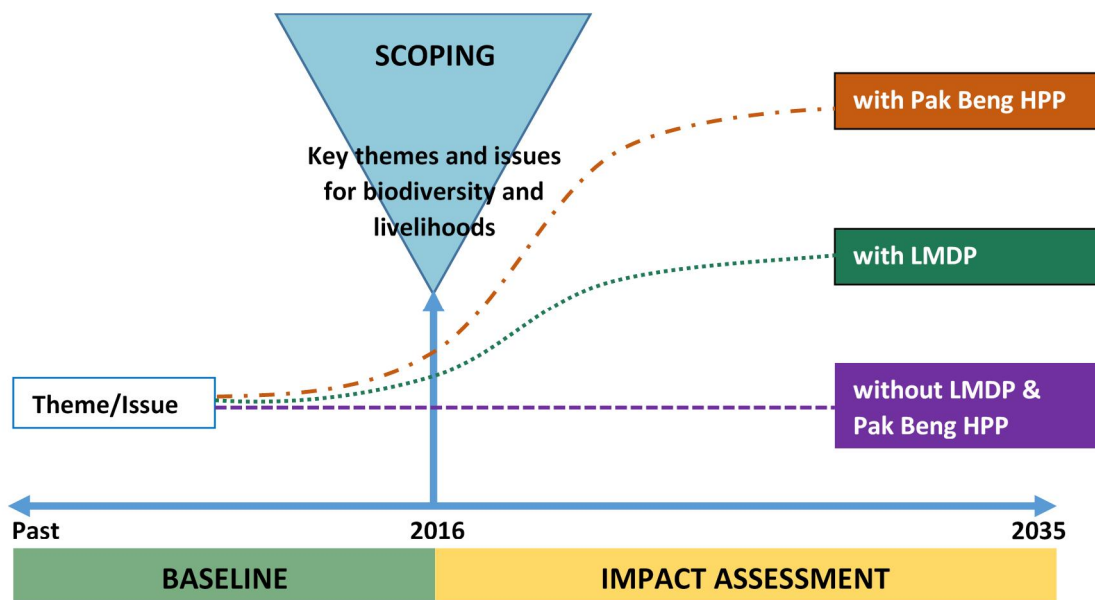 SCOPING
Key themes and issues
for biodiversity and
livelihoods
with Pak Beng HPP
with LMDP
Theme/Issue
without LMDP &
Pak Beng HPP
Past
2016
2035
BASELINE
IMPACT ASSESSMENT